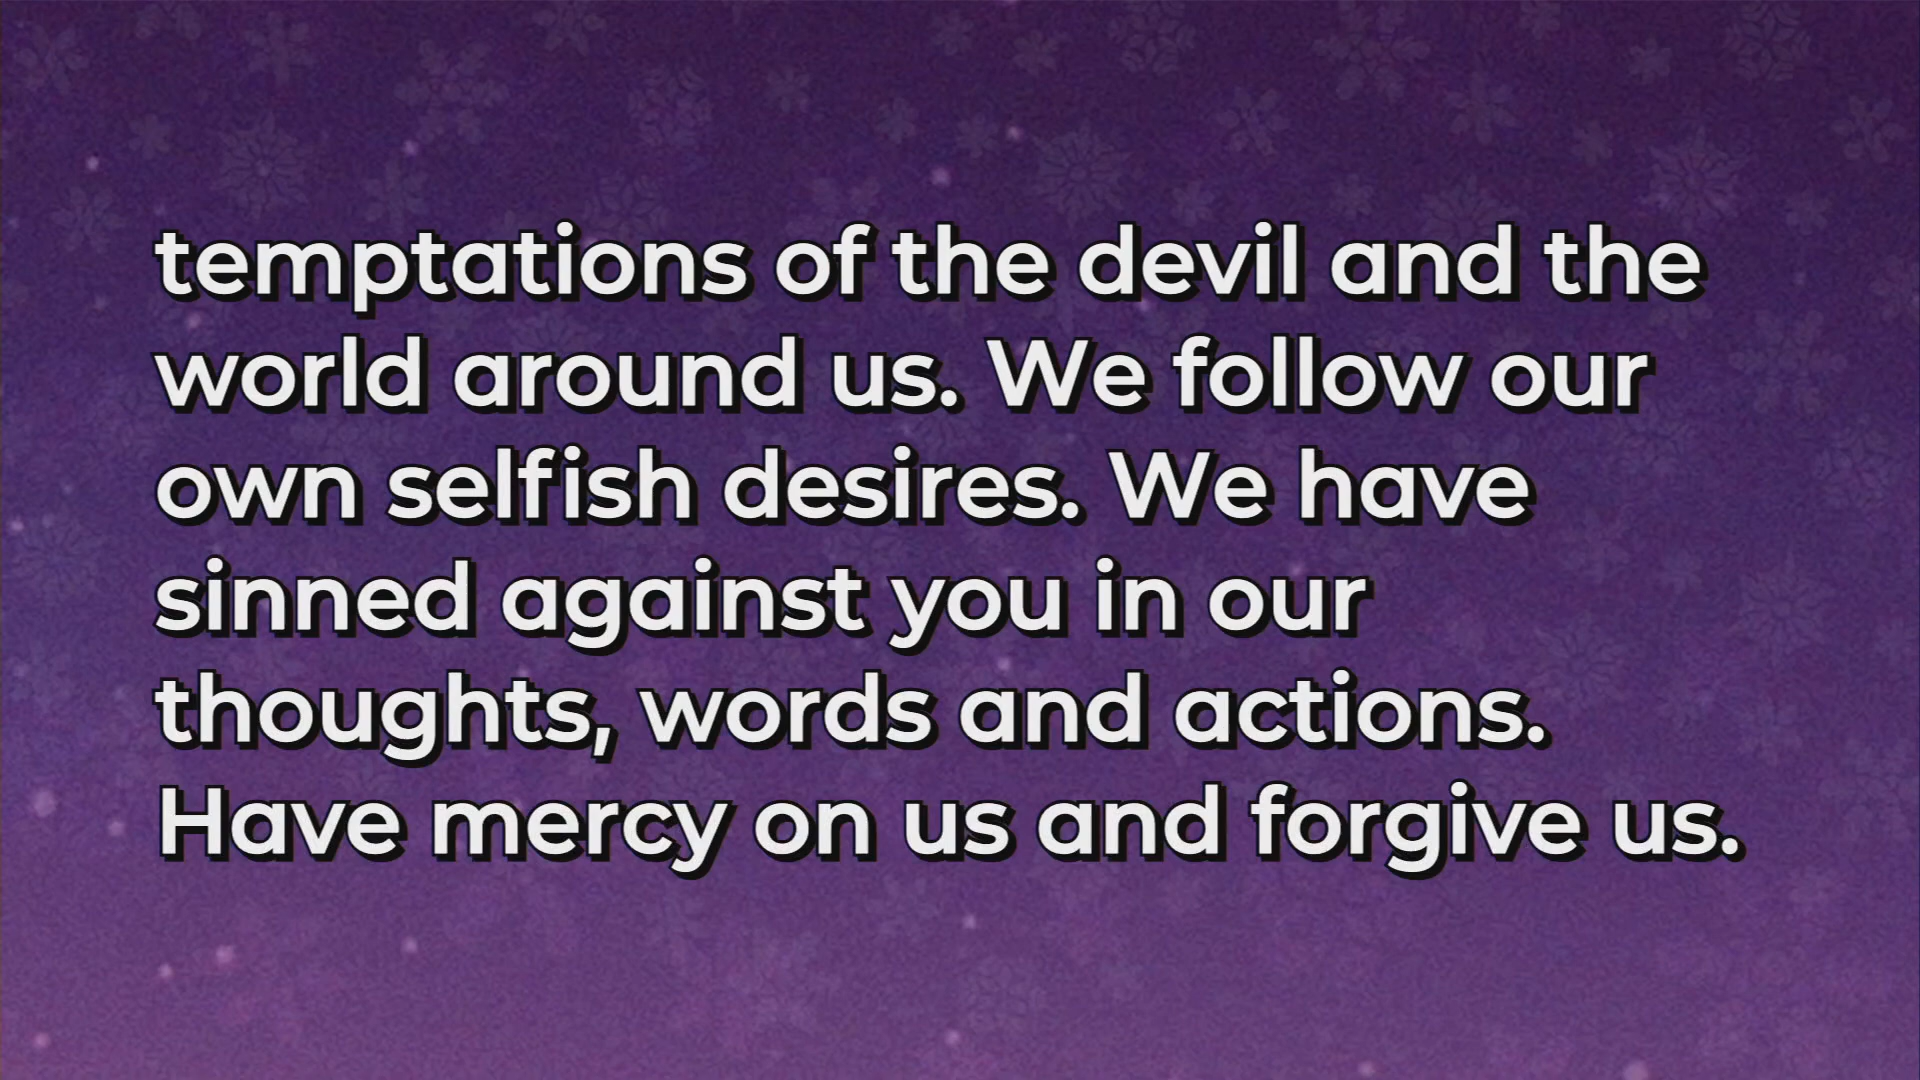 temptations of the devil and the
world around us. We follow our
own selfish desires. We have
sinned against you in our
thoughts, words and actions.
Have mercy on us and forgive us.